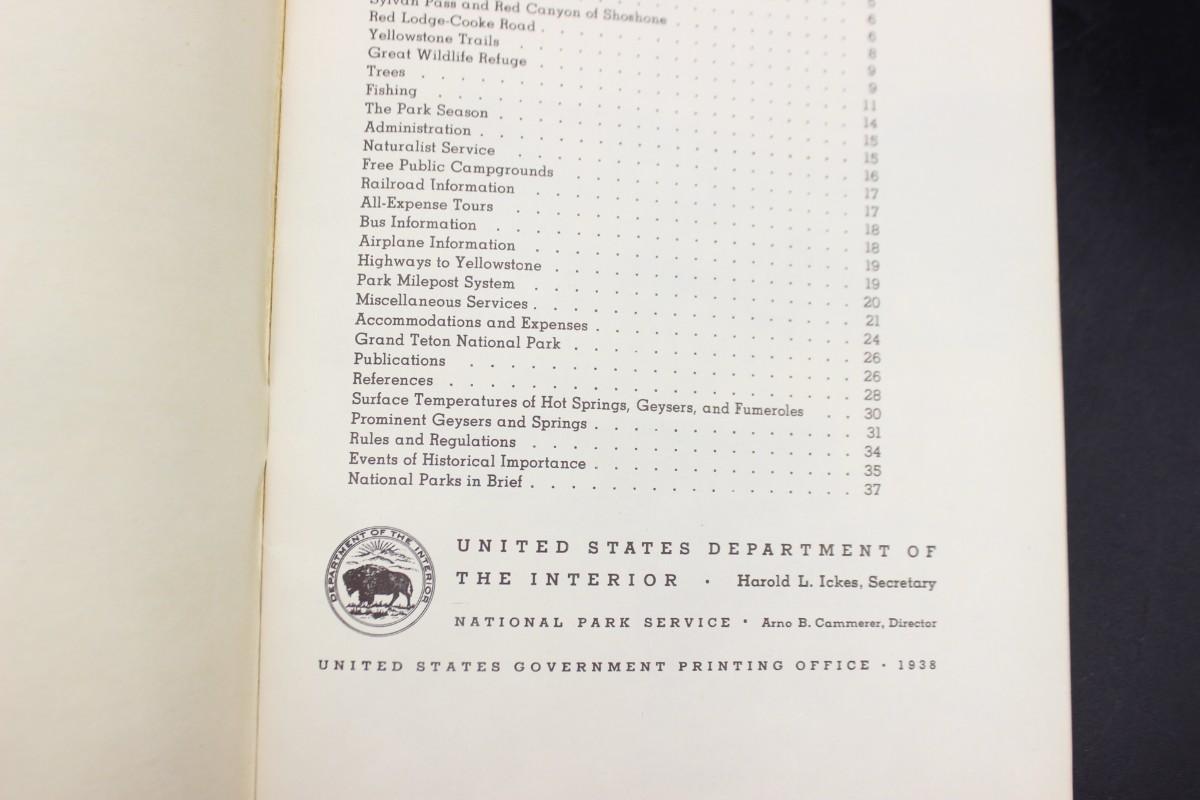 5
6
Sylvan Pass and Red Canyon of Shoshone . . . . . . . . . 6
Red Lodge-Cooke Road . . . . . . . . . . . . . . . 8
Yellowstone Trails . . . . . . . . . . . . . . . . 9
Great Wildlife Refuge . . . . . . . . . . . . . . . 9
Trees . . . . . . . . . . . . . . . . . . . . . 11
Fishing . . . . . . . . . . . . . . . . . . . . 14
The Park Season . . . . . . . . . . . . . . . . . 15
Administration . . . . . . . . . . . . . . . . . . 15
Naturalist Service . . . . . . . . . . . . . . . . 16
Free Public Campgrounds . . . . . . . . . . . . . . 17
Railroad Information . . . . . . . . . . . . . . . 17
All-Expense Tours . . . . . . . . . . . . . . . . 18
Bus Information . . . . . . . . . . . . . . . . . 18
Airplane Information . . . . . . . . . . . . . . . 19
Highways to Yellowstone . . . . . . . . . . . . . . 19
Park Milepost System . . . . . . . . . . . . . . . 20
Miscellaneous Services . . . . . . . . . . . . . . . 21
Accommodations and Expenses . . . . . . . . . . . . . 24
Grand Teton National Park . . . . . . . . . . . . . . 26
Publications . . . . . . . . . . . . . . . . . . 26
References . . . . . . . . . . . . . . . . . . . 28
Surface Temperatures of Hot Springs, Geysers, and Fumeroles . . 30
Prominent Geysers and Springs . . . . . . . . . . . . . 31
Rules and Regulations . . . . . . . . . . . . . . . . 34
Events of Historical Importance . . . . . . . . . . . . . 35
National Parks in Brief . . . . . . . . . . . . . . . . 37
DEPARTMENT OF THE INTERIOR
UNITED STATES DEPARTMENT OF
THE INTERIOR · Harold L. Ickes, Secretary
NATIONAL PARK SERVICE · Arno B. Cammerer, Director
UNITED STATES GOVERNMENT PRINTING OFFICE · 1938